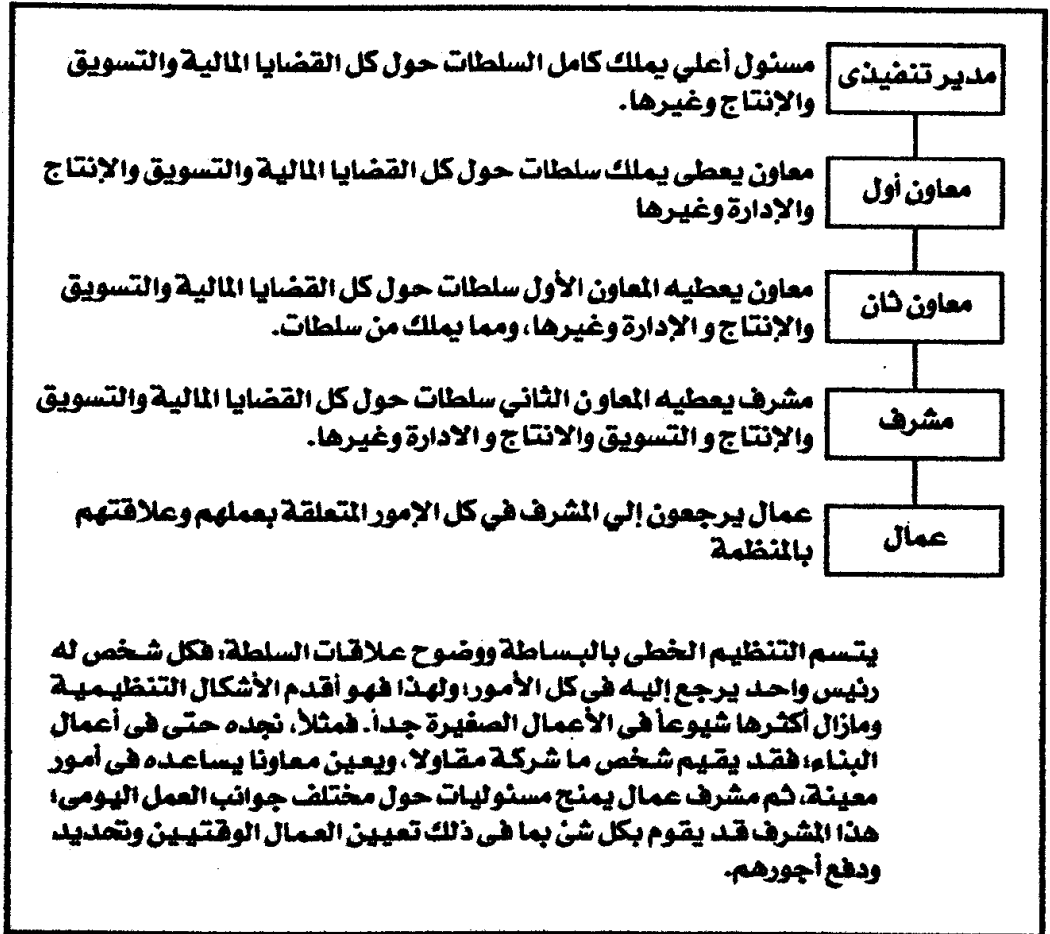 مدير تنفيذى
مسئول أعلي يملك كامل السلطات حول كل القضايا المالية والتسويق
والإنتاج وغيرها.
معاون أول
معاون يعطى يملك سلطات حول كل القضايا المالية والتسويق والإنتاج
والإدارة وغيرها
معاون ثان
معاون يعطيه المعاون الأول سلطات حول كل القضايا المالية والتسويق
والإنتاج و الإدارة وغيرها، ومما يملك من سلطات.
مشرف
مشرف يعطيه المعاون الثاني سلطات حول كل القضايا المالية والتسويق
والإنتاج و التسويق والانتاج و الادارة وغيرها.
عمال
عمال يرجعون إلي المشرف في كل الإمور المتعلقة بعملهم وعلاقتهم
بالمنظمة
يتسم التنظيم الخطى بالبساطة ووضوح علاقات السلطة؛ فكل شخص له
رئيس واحد يرجع إليه فى كل الأمور؛ ولهذا فهو أقدم الأشكال التنظيمية
ومازال أكثرها شيوعاً فى الأعمال الصغيرة جداً. فمثلاً، نجده حتى فى أعمال
البناء؛ فقد يقيم شخص ما شركة مقاولا، ويعين معاونا يساعده فى أمور
معينة، ثم مشرف عمال يمنح مسئوليات حول مختلف جوانب العمل اليومى؛
هذا المشرف قد يقوم بكل شئ بما فى ذلك تعيين العمال الوقتيين وتحديد
ودفع أجورهم.